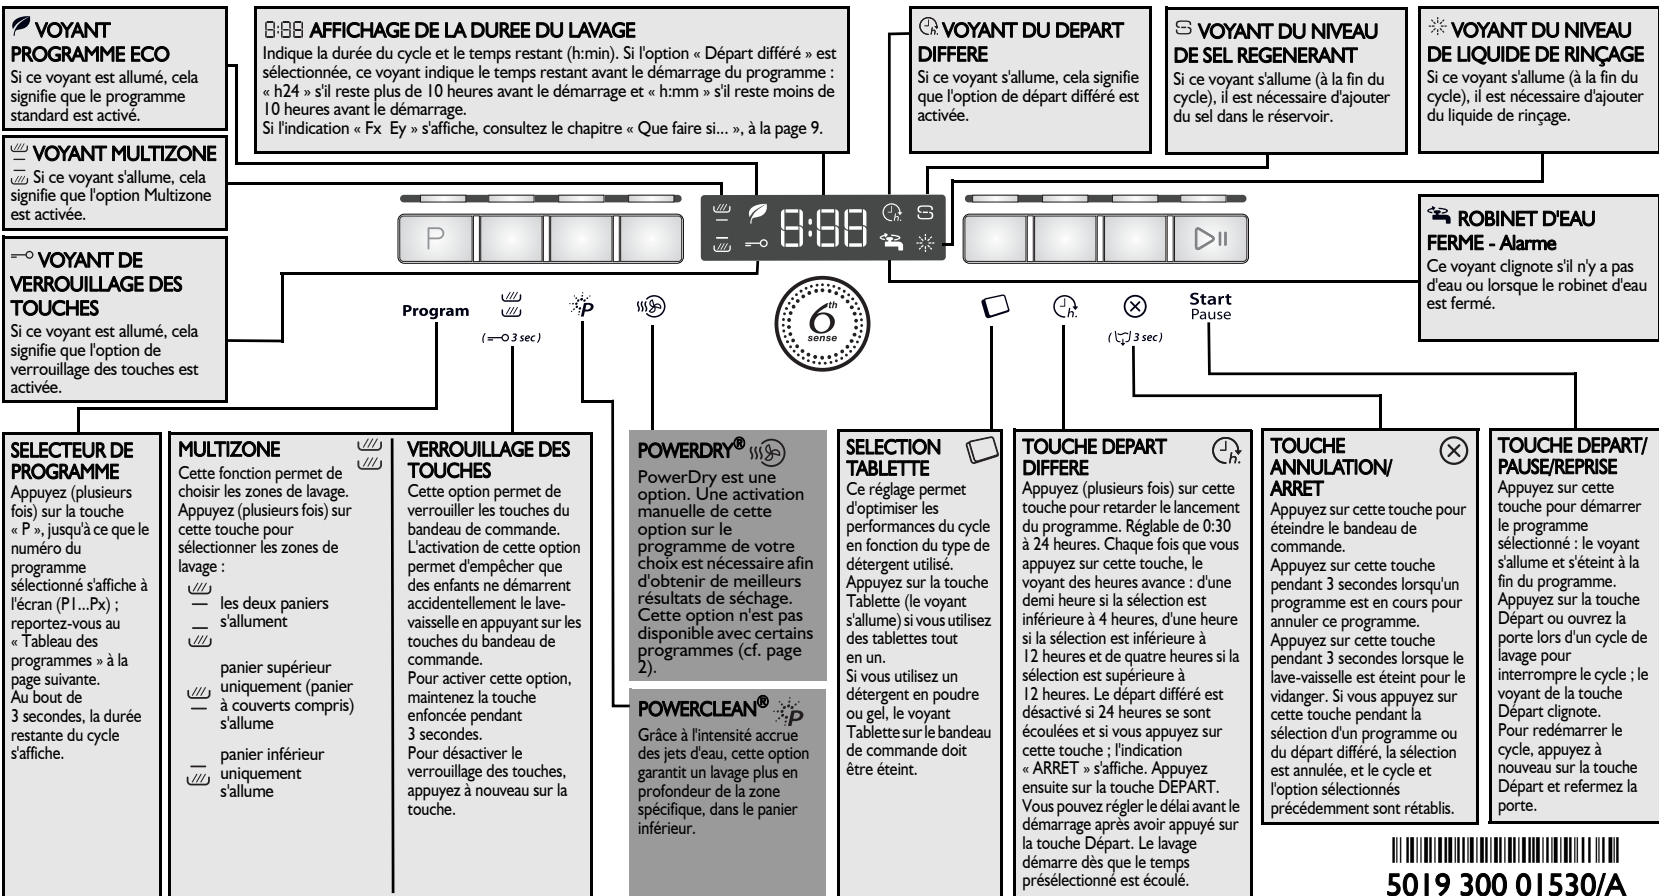 VOYANT
PROGRAMME ECO
Si ce voyant est allumé, cela
signifie que le programme
standard est activé.
VOYANT MULTIZONE
Si ce voyant s'allume, cela
signifie que l'option Multizone
est activée.
VOYANT DE
VERROUILLAGE DES
TOUCHES
Si ce voyant est allumé, cela
signifie que l'option de
verrouillage des touches est
activée.
8:88 AFFICHAGE DE LA DUREE DU LAVAGE
Indique la durée du cycle et le temps restant (h:min). Si l'option « Départ différé » est
sélectionnée, ce voyant indique le temps restant avant le démarrage du programme :
« h24 » s'il reste plus de 10 heures avant le démarrage et « h:mm » s'il reste moins de
10 heures avant le démarrage.
Si l'indication « Fx Ey » s'affiche, consultez le chapitre « Que faire si... », à la page 9.
h. VOYANT DU DEPART
DIFFERE
Si ce voyant s'allume, cela signifie
que l'option de départ différé est
activée.
VOYANT DU NIVEAU
DE SEL REGENERANT
Si ce voyant s'allume (à la fin du
cycle), il est nécessaire d'ajouter
du sel dans le réservoir.
VOYANT DU NIVEAU
DE LIQUIDE DE RINÇAGE
Si ce voyant s'allume (à la fin du
cycle), il est nécessaire d'ajouter
du liquide de rinçage.
ROBINET D'EAU
FERME - Alarme
Ce voyant clignote s'il n'y a pas
d'eau ou lorsque le robinet d'eau
est fermé.
P
8:88
h.
Program
(3 sec)
P
6th
sense
h.
(3 sec)
Start
Pause
SELECTEUR DE
PROGRAMME
Appuyez (plusieurs
fois) sur la touche
« P », jusqu'à ce que le
numéro du
programme
sélectionné s'affiche à
l'écran (P1...Px) ;
reportez-vous au
« Tableau des
programmes » à la
page suivante.
Au bout de
3 secondes, la durée
restante du cycle
s'affiche.
MULTIZONE
Cette fonction permet de
choisir les zones de lavage.
Appuyez (plusieurs fois) sur
cette touche pour
sélectionner les zones de
lavage :
les deux paniers
s'allument
panier supérieur
uniquement (panier
à couverts compris)
s'allume
panier inférieur
uniquement
s'allume
VERROUILLAGE DES
TOUCHES
Cette option permet de
verrouiller les touches du
bandeau de commande.
L'activation de cette option
permet d'empêcher que
des enfants ne démarrent
accidentellement le lave-
vaisselle en appuyant sur les
touches du bandeau de
commande.
Pour activer cette option,
maintenez la touche
enfoncée pendant
3 secondes.
Pour désactiver le
verrouillage des touches,
appuyez à nouveau sur la
touche.
POWERDRY®
PowerDry est une
option. Une activation
manuelle de cette
option sur le
programme de votre
choix est nécessaire afin
d'obtenir de meilleurs
résultats de séchage.
Cette option n'est pas
disponible avec certains
programmes (cf. page
2).
POWERCLEAN® P
Grâce à l'intensité accrue
des jets d'eau, cette option
garantit un lavage plus en
profondeur de la zone
spécifique, dans le panier
inférieur.
SELECTION
TABLETTE
Ce réglage permet
d'optimiser les
performances du cycle
en fonction du type de
détergent utilisé.
Appuyez sur la touche
Tablette (le voyant
s'allume) si vous utilisez
des tablettes tout
en un.
Si vous utilisez un
détergent en poudre
ou gel, le voyant
Tablette sur le bandeau
de commande doit
être éteint.
TOUCHE DEPART
DIFFERE
h.
Appuyez (plusieurs fois) sur cette
touche pour retarder le lancement
du programme. Réglable de 0:30
à 24 heures. Chaque fois que vous
appuyez sur cette touche, le
voyant des heures avance : d'une
demi heure si la sélection est
inférieure à 4 heures, d'une heure
si la sélection est inférieure à
12 heures et de quatre heures si la
sélection est supérieure à
12 heures. Le départ différé est
désactivé si 24 heures se sont
écoulées et si vous appuyez sur
cette touche ; l'indication
« ARRET » s'affiche. Appuyez
ensuite sur la touche DEPART.
Vous pouvez régler le délai avant le
démarrage après avoir appuyé sur
la touche Départ. Le lavage
démarre dès que le temps
présélectionné est écoulé.
TOUCHE
ANNULATION/
ARRET
Appuyez sur cette touche pour
éteindre le bandeau de
commande.
Appuyez sur cette touche
pendant 3 secondes lorsqu'un
programme est en cours pour
annuler ce programme.
Appuyez sur cette touche
pendant 3 secondes lorsque le
lave-vaisselle est éteint pour le
vidanger. Si vous appuyez sur
cette touche pendant la
sélection d'un programme ou
du départ différé, la sélection
est annulée, et le cycle et
l'option sélectionnés
précédemment sont rétablis.
TOUCHE DEPART/
PAUSE/REPRISE
Appuyez sur cette
touche pour démarrer
le programme
sélectionné : le voyant
s'allume et s'éteint à la
fin du programme.
Appuyez sur la touche
Départ ou ouvrez la
porte lors d'un cycle de
lavage pour
interrompre le cycle ; le
voyant de la touche
Départ clignote.
Pour redémarrer le
cycle, appuyez à
nouveau sur la touche
Départ et refermez la
porte.
5019 300 01530/A